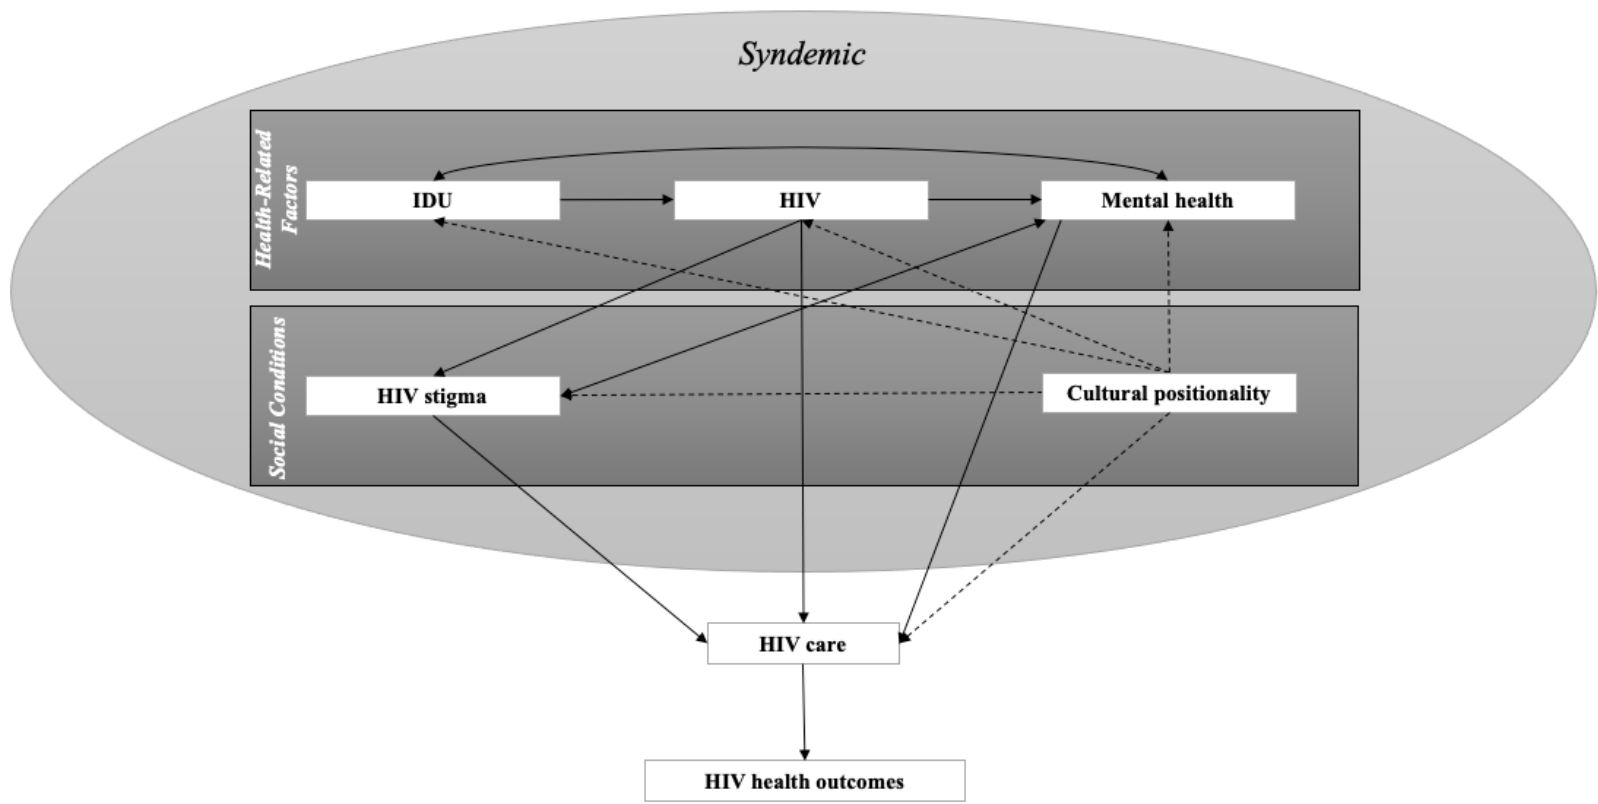 Syndemic
Health-Related
Factors
IDU
HIV
Mental health
Social Conditions
HIV stigma
Cultural positionality
HIV care
HIV health outcomes